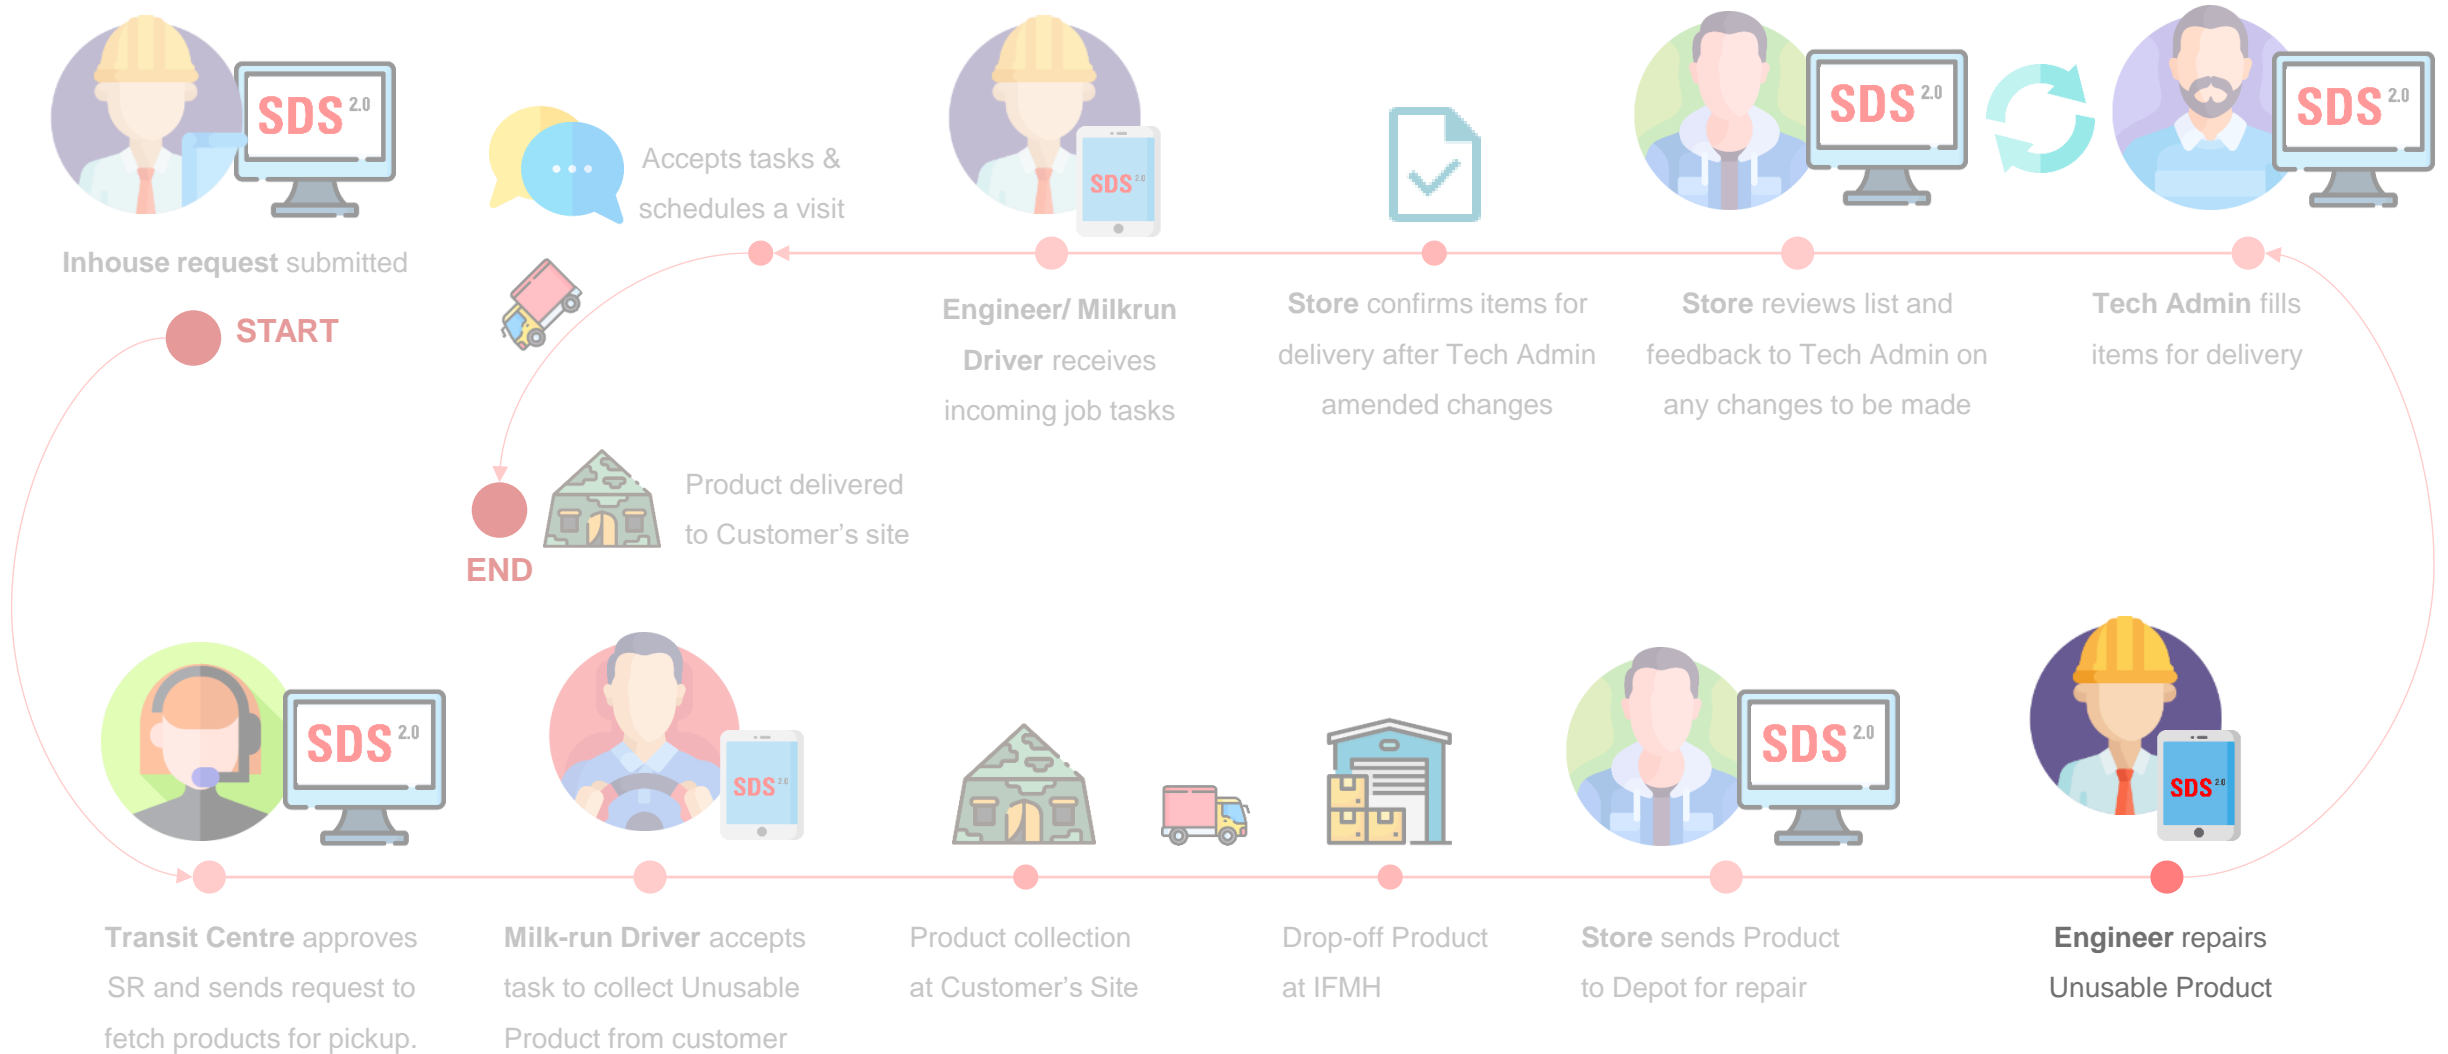 SDS 2.0
Inhouse request submitted
START
Transit Centre approves
SR and sends request to
fetch products for pickup.
SDS 2.0
Milk-run Driver accepts
task to collect Unusable
Product from customer
SDS 2.0
Product collection
at Customer's Site
Drop-off Product
at IFMH
SDS 2.0
Store sends Product
to Depot for repair
SDS 2.0
Engineer repairs
Unusable Product
SDS 2.0
Tech Admin fills
items for delivery
SDS 2.0
Store reviews list and
feedback to Tech Admin on
any changes to be made
Store confirms items for
delivery after Tech Admin
amended changes
SDS 2.0
Engineer/ Milkrun
Driver receives
incoming job tasks
Accepts tasks &
schedules a visit
Product delivered
to Customer's site
END